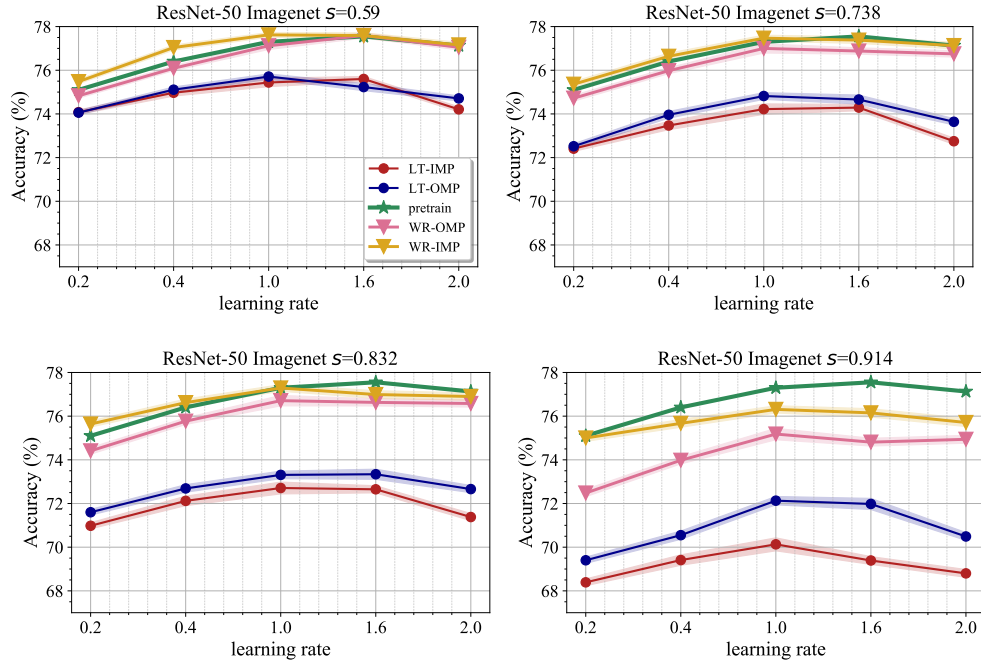 ResNet-50 Imagenet s=0.59
Accuracy (%)
78
76
74
72
70
68
0.2 0.4 1.0 1.6 2.0
learning rate
LT-IMP
LT-OMP
pretrain
WR-OMP
WR-IMP
ResNet-50 Imagenet s=0.738
Accuracy (%)
78
76
74
72
70
68
0.2 0.4 1.0 1.6 2.0
learning rate
ResNet-50 Imagenet s=0.832
Accuracy (%)
78
76
74
72
70
68
0.2 0.4 1.0 1.6 2.0
learning rate
ResNet-50 Imagenet s=0.914
Accuracy (%)
78
76
74
72
70
68
0.2 0.4 1.0 1.6 2.0
learning rate